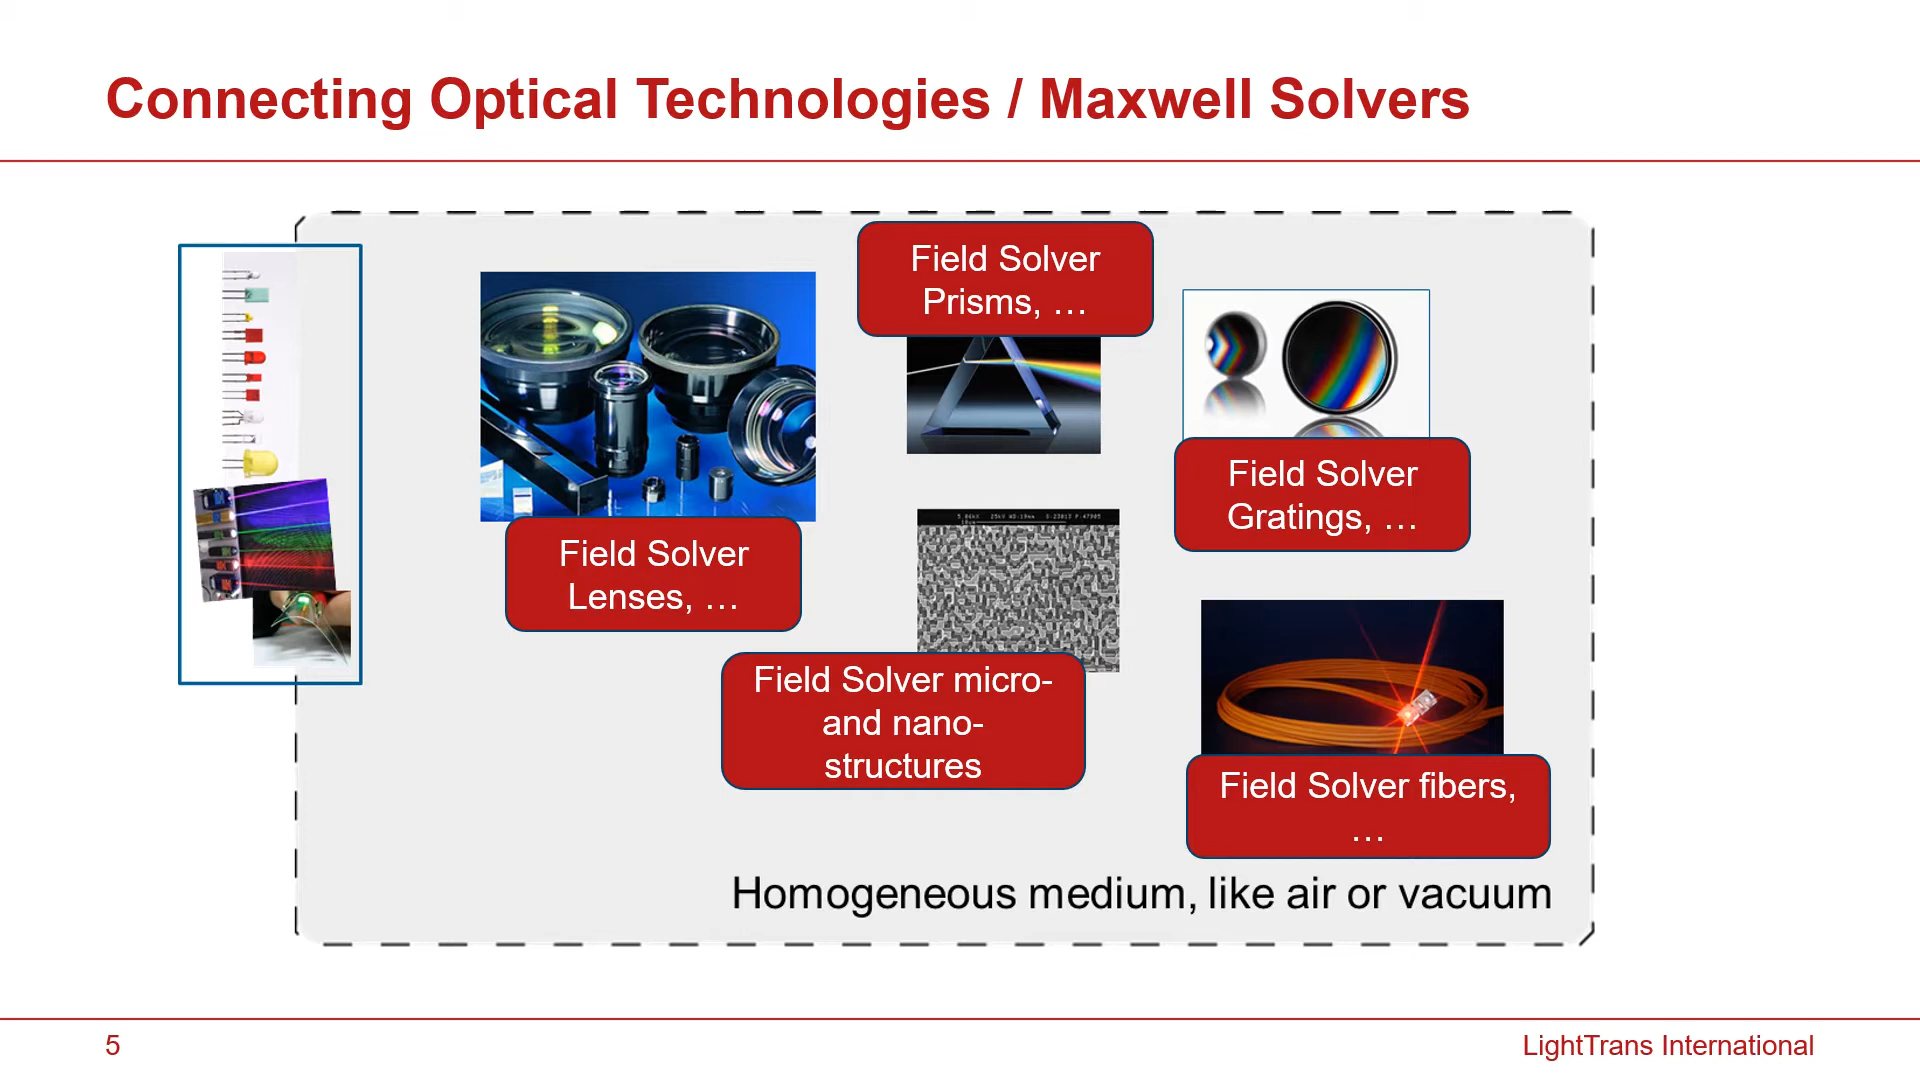 Connecting Optical Technologies / Maxwell Solvers
Field Solver
Prisms, …
Field Solver
Gratings, …
Field Solver
Lenses, …
Field Solver micro-
and nano-
structures
Field Solver fibers,
…
Homogeneous medium, like air or vacuum
5
LightTrans International